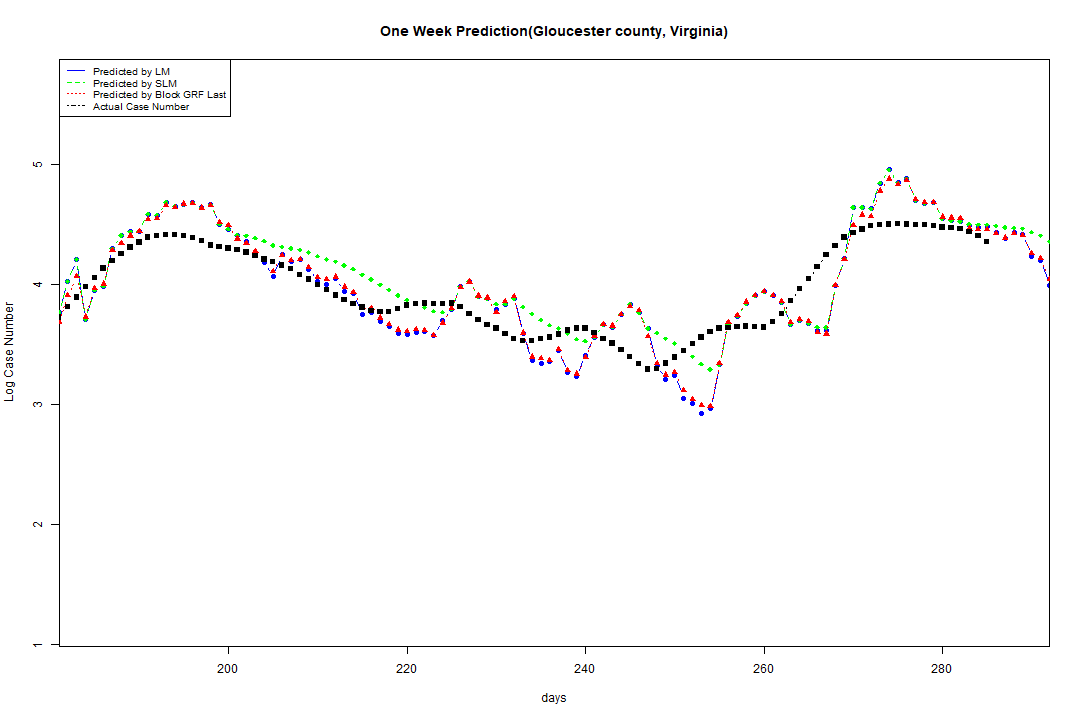 One Week Prediction(Gloucester county, Virginia)
Predicted by LM
Predicted by SLM
Predicted by Block GRF Last
Actual Case Number
5
4
3
2
1
Log Case Number
200 220 240 260 280
days